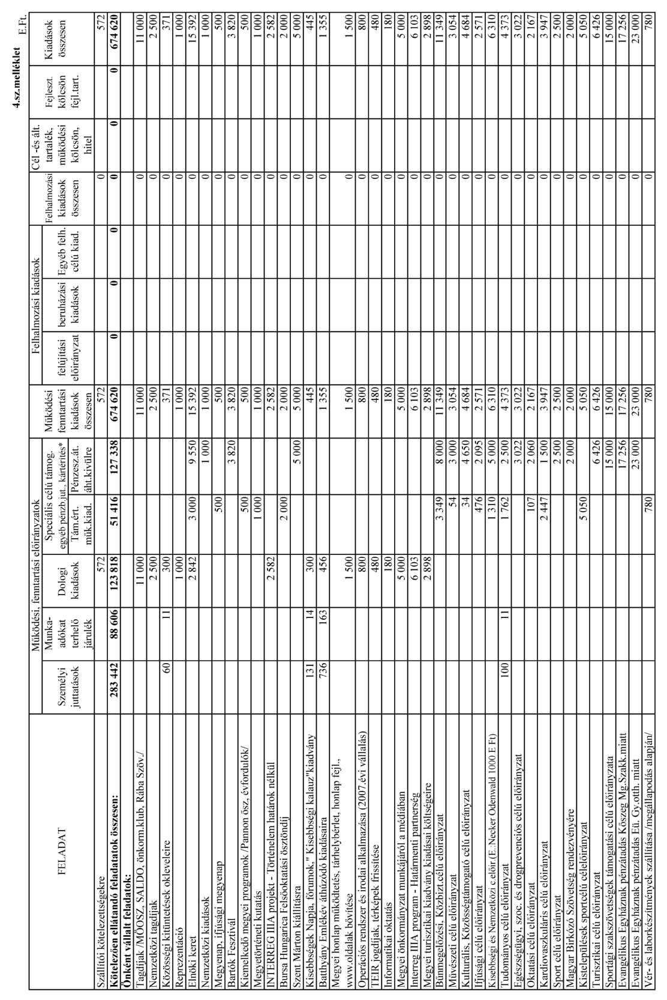 4.sz.melléklet
E.Ft.
FELADAT
Működési, fenntartási előirányzatok
Felhalmozási kiadások
Személyi juttatások
Munka-adókat terhelő járulék
Dologi kiadások
Speciális célú támog. egyéb pénzb.jut., kártérítés*
Tám.ért. műk.kiad.
Pénzesz.át. áht.kivülre
Működési fenntartási kiadások összesen
felújítási előirányzat
beruházási kiadások
Egyéb felh. célú kiad.
Felhalmozási kiadások összesen
Cél -és ált. tartalék, működési kölcsön, hitel
Fejleszt. kölcsön fejl.tart.
Kiadások összesen
Szállítói kötelezettségekre 572 572 0 572
Kötelezően ellátandó feladatatok összesen: 283 442 88 606 123 818 51 416 127 338 674 620 0 0 0 0 0 0 674 620
Önként vállalt feladatok:
Tagdíjak /MÖOSZ, SALDO, önkorm.klub, Rába Szöv./ 11 000 11 000 0 11 000
Nemzetközi tagdíjak 2 500 2 500 0 2 500
Közösségi kitüntetések okleveleire 60 11 300 371 0 371
Reprezentáció 1 000 1 000 0 1 000
Elnöki keret 2 842 3 000 9 550 15 392 0 15 392
Nemzetközi kiadások 1 000 1 000 0 1 000
Megyenap, ifjúsági megyenap 500 500 0 500
Bartók Fesztivál 3 820 3 820 0 3 820
Kiemelkedő megyei programok /Pannon ősz, évfordulók/ 500 500 0 500
Megyetörténeti kutatás 1 000 1 000 0 1 000
INTERREG IIIA projekt - Történelem határok nélkül 2 582 2 582 0 2 582
Bursa Hungarica Felsőoktatási ösztöndíj 2 000 2 000 0 2 000
Szent Márton kiállításra 5 000 5 000 0 5 000
Kisebbségek Napja, fórumok," Kisebbségi kalauz"kiadvány 131 14 300 445 0 445
Batthyány Emlékév áthúzódó kiadásaira 736 163 456 1 355 0 1 355
Megyei honlap működtetés, tárhelybérlet, honlap fejl.,
www.oldalak bővítése 1 500 1 500 0 1 500
Operációs rendszer és irodai alkalmazása (2007.évi vállalás) 800 800 0 800
TEIR jogdíjak, térképek frissítése 480 480 0 480
Informatikai oktatás 180 180 0 180
Megyei önkormányzat munkájáról a médiában 5 000 5 000 0 5 000
Interreg IIIA program - Határmenti partnerség 6 103 6 103 0 6 103
Megyei turisztikai kiadvány kiadásai költségeire 2 898 2 898 0 2 898
Bűnmegelőzési, Közbizt.célú előirányzat 3 349 8 000 11 349 0 11 349
Művészeti célú előirányzat 54 3 000 3 054 0 3 054
Kulturális, Közösségtámogató célú előirányzat 34 4 650 4 684 0 4 684
Ifjúsági célú előirányzat 476 2 095 2 571 0 2 571
Kisebbségi és Nemzetközi c.előir.(E.:Necker Odenwald 1000 E Ft) 1 310 5 000 6 310 0 6 310
Tudományos célú előirányzat 100 11 1 762 2 500 4 373 0 4 373
Egészségügyi, szoc. és drogprevenciós célú előirányzat 3 022 3 022 0 3 022
Oktatási célú előirányzat 107 2 060 2 167 0 2 167
Kardiovaszkuláris célú előirányzat 2 447 1 500 3 947 0 3 947
Sport célú előirányzat 2 500 2 500 0 2 500
Magyar Birkózó Szövetség rendezvényére 2 000 2 000 0 2 000
Kistelepülések sportcélú célelőirányzat 5 050 5 050 0 5 050
Turisztikai célú előirányzat 6 426 6 426 0 6 426
Sportági szakszövetségek támogatási célú előirányzata 15 000 15 000 0 15 000
Evangélikus Egyháznak pénzátadás Kőszeg Mg.Szakk.miatt 17 256 17 256 0 17 256
Evangélikus Egyháznak pénzátadás Eü. Gy.otth. miatt 23 000 23 000 0 23 000
Vér- és laborkészítmények szállítása /megállapodás alapján/ 780 780 0 780